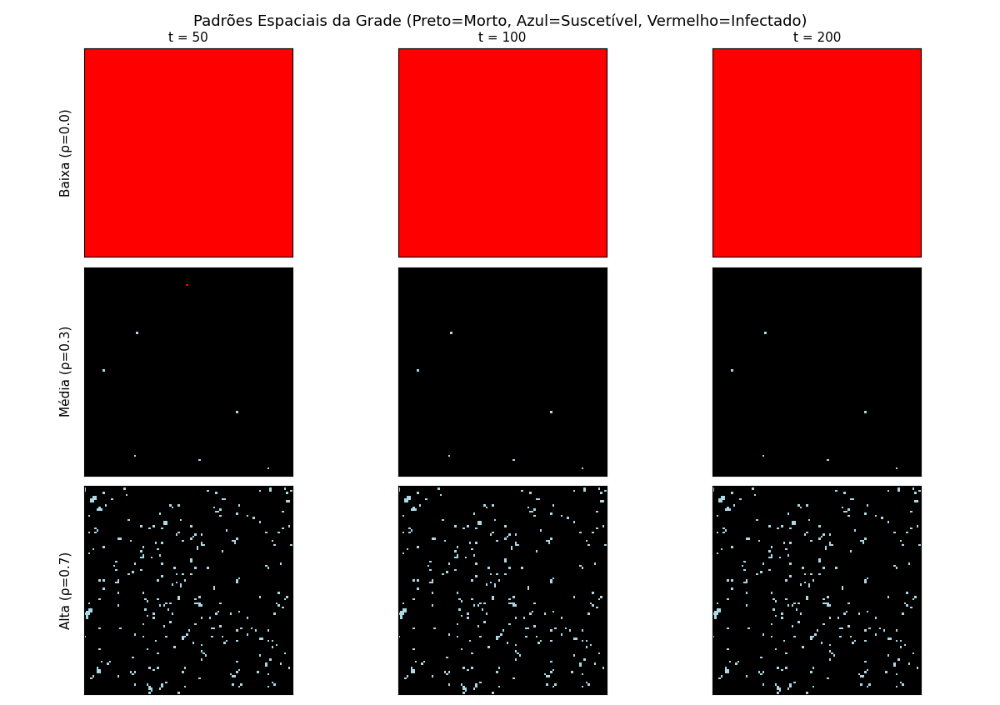 Padrões Espaciais da Grade (Preto=Morto, Azul=Suscetível, Vermelho=Infectado)
t = 50
t = 100
t = 200
Baixa (ρ=0.0)
Média (ρ=0.3)
Alta (ρ=0.7)